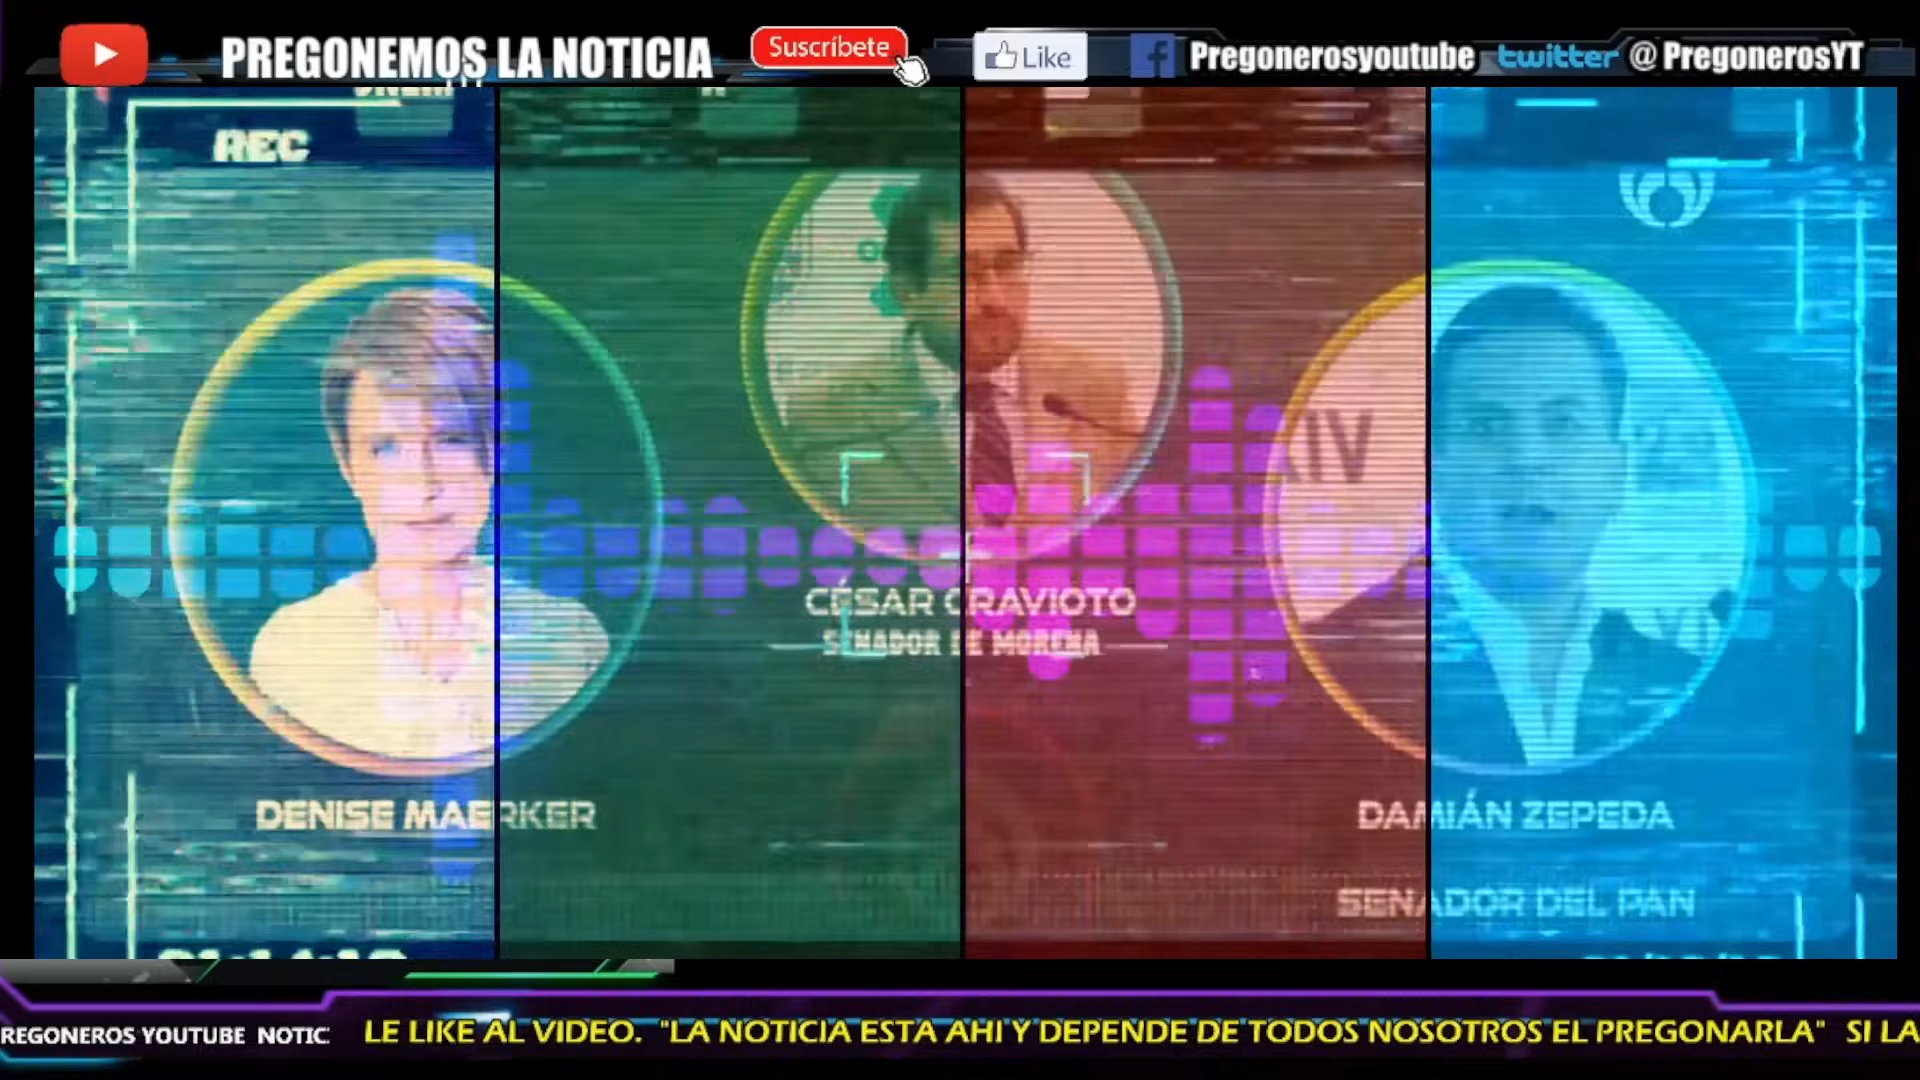 PREGONEMOS LA NOTICIA
Suscríbete
Like
Pregonerosyoutube
twitter @PregonerosYT
REC
XIV
CÉSAR CRAVIOTO
SENADOR DE MORENA
DENISE MAERKER
DAMIÁN ZEPEDA
SENADOR DEL PAN
REGONEROS YOUTUBE NOTIC
LE LIKE AL VIDEO. "LA NOTICIA ESTA AHI Y DEPENDE DE TODOS NOSOTROS EL PREGONARLA" SI LA